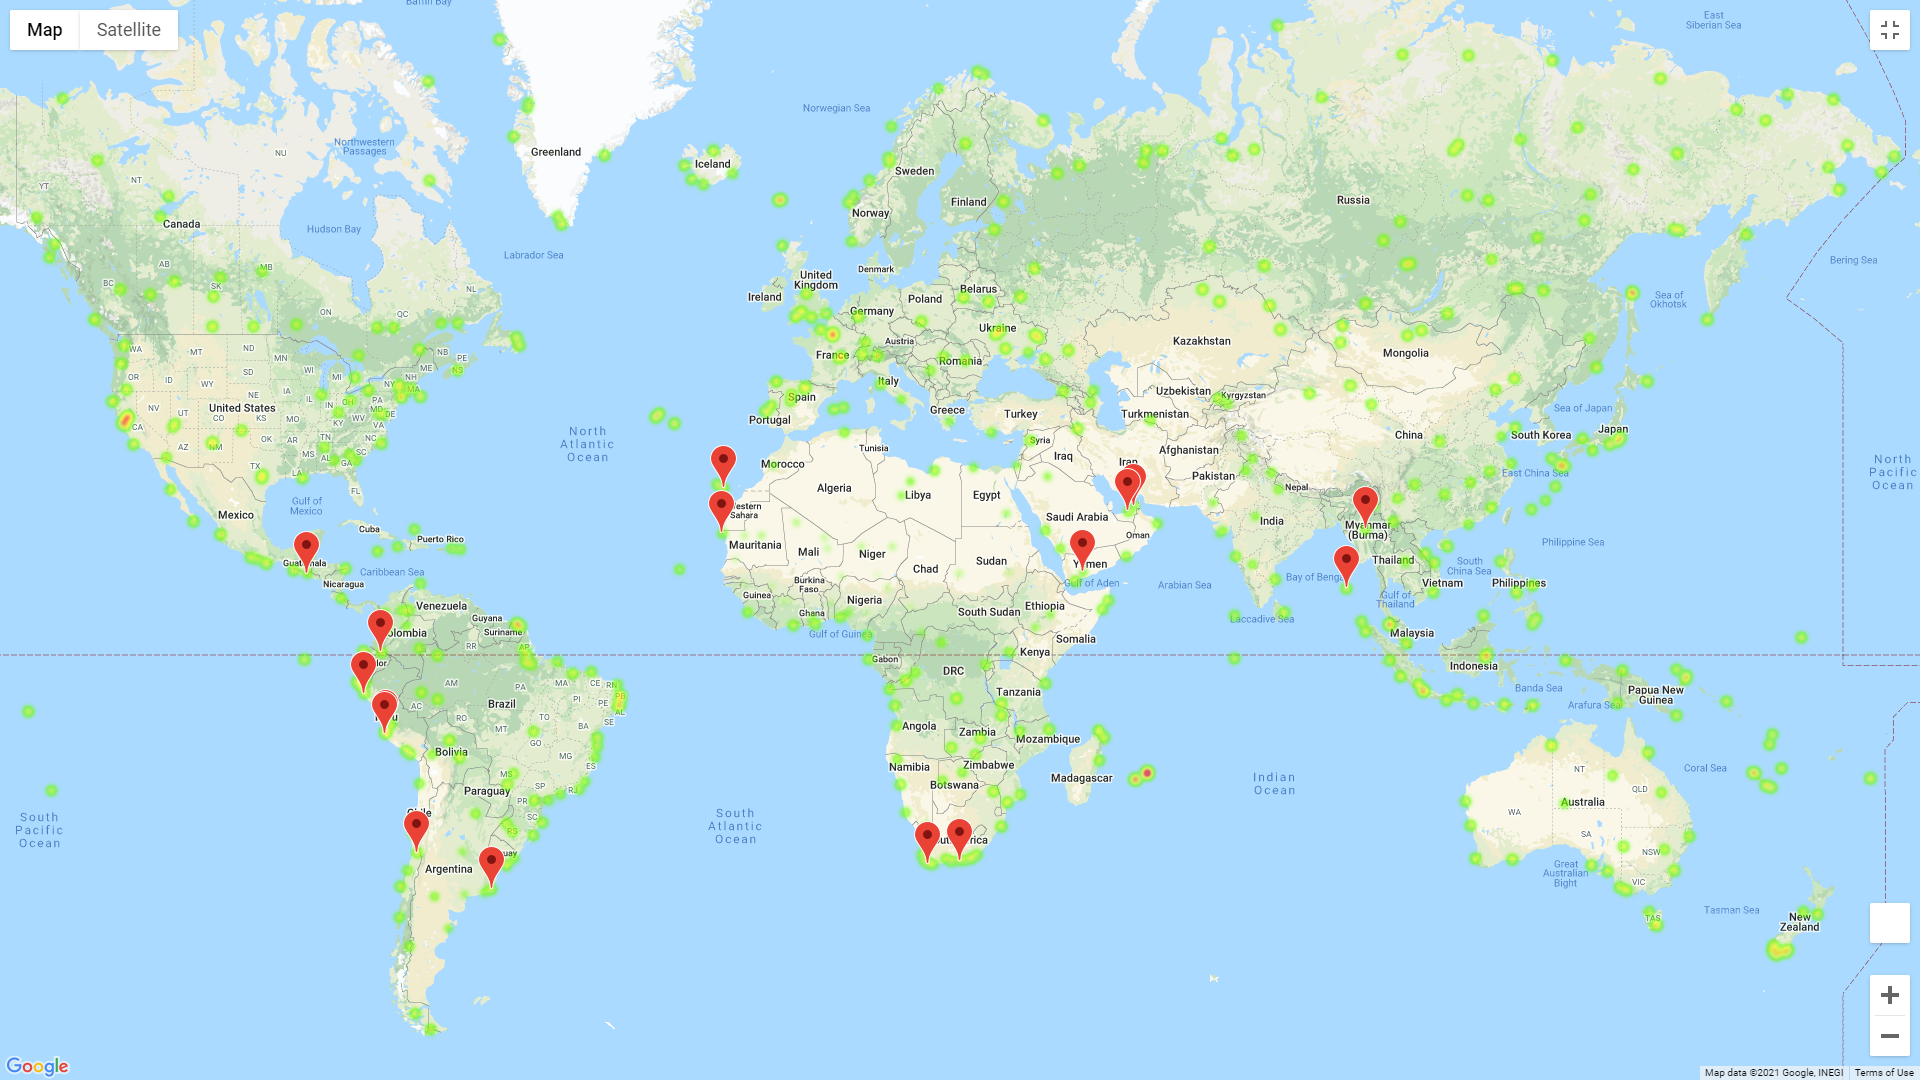 Map
Satellite
Baffin Bay
East
Siberian Sea
Norwegian Sea
Greenland
Iceland
Northwestern
Passages
NU
NT
YT
Sweden
Finland
Norway
Russia
Canada
Hudson Bay
Labrador Sea
Bering Sea
AB
MB
BC
SK
NL
ON
QC
United
Kingdom
Denmark
Ireland
Belarus
Poland
Germany
Sea of
Okhotsk
Ukraine
Austria
France
Romania
Kazakhstan
Mongolia
WA
MT
ND
MN
NB
PE
NS
ME
OR
ID
WY
SD
WI
MI
NY
MA
IA
NE
Italy
Spain
Portugal
Greece
Turkey
Uzbekistan
Kyrgyzstan
Turkmenistan
United States
NV
UT
CO
KS
MO
IL
IN
OH
PA
MD
DE
KY
WV
VA
CA
AZ
NM
OK
AR
TN
NC
SC
MS
AL
GA
TX
LA
FL
Sea of Japan
Japan
South Korea
China
East China Sea
North
Atlantic
Ocean
North
Pacific
Ocean
Tunisia
Syria
Iraq
Iran
Afghanistan
Pakistan
Nepal
Morocco
Algeria
Libya
Egypt
Western
Sahara
Saudi Arabia
Oman
India
Myanmar
(Burma)
Gulf of
Mexico
Mexico
Cuba
Puerto Rico
Guatemala
Caribbean Sea
Nicaragua
Mauritania
Mali
Niger
Chad
Sudan
Yemen
Gulf of Aden
Arabian Sea
Bay of Bengal
Thailand
Vietnam
South
China Sea
Philippine Sea
Philippines
Gulf of
Thailand
Burkina
Faso
Guinea
Ghana
Nigeria
Gulf of Guinea
South Sudan
Ethiopia
Somalia
Laccadive Sea
Malaysia
Venezuela
Guyana
Suriname
Colombia
RR
AP
Gabon
DRC
Kenya
Tanzania
Indonesia
Banda Sea
Arafura Sea
Papua New
Guinea
AM
PA
MA
CE
RN
PB
PI
AL
SE
AC
RO
TO
BA
Brazil
MT
GO
MG
ES
MS
SP
RJ
PR
SC
RS
Bolivia
Paraguay
Chile
Argentina
Angola
Zambia
Mozambique
Namibia
Zimbabwe
Botswana
Madagascar
Indian
Ocean
South
Atlantic
Ocean
South
Pacific
Ocean
NT
QLD
Australia
WA
SA
NSW
VIC
TAS
Great
Australian
Bight
Coral Sea
Tasman Sea
New
Zealand
Google
Map data ©2021 Google, INEGI
Terms of Use